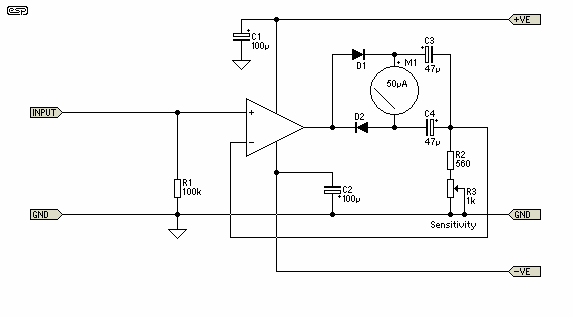 esp
+VE
C1
100µ
C3
47µ
D1
+ M1
50µA
INPUT
+
−
D2
C4
47µ
R2
560
R1
100k
C2
100µ
R3
1k
GND
GND
Sensitivity
−VE